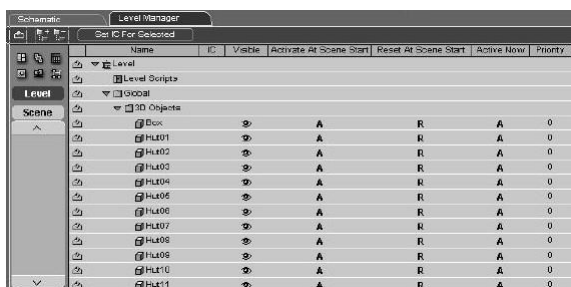 Schematic Level Manager
Set IC For Selected
Name IC Visible Activate At Scene Start Reset At Scene Start Active Now Priority
Level
Level Scripts
Level Global
Scene 3D Objects
Box A R A 0
Hut01 A R A 0
Hut02 A R A 0
Hut03 A R A 0
Hut04 A R A 0
Hut05 A R A 0
Hut06 A R A 0
Hut07 A R A 0
Hut08 A R A 0
Hut09 A R A 0
Hut10 A R A 0
Hut11 A R A 0